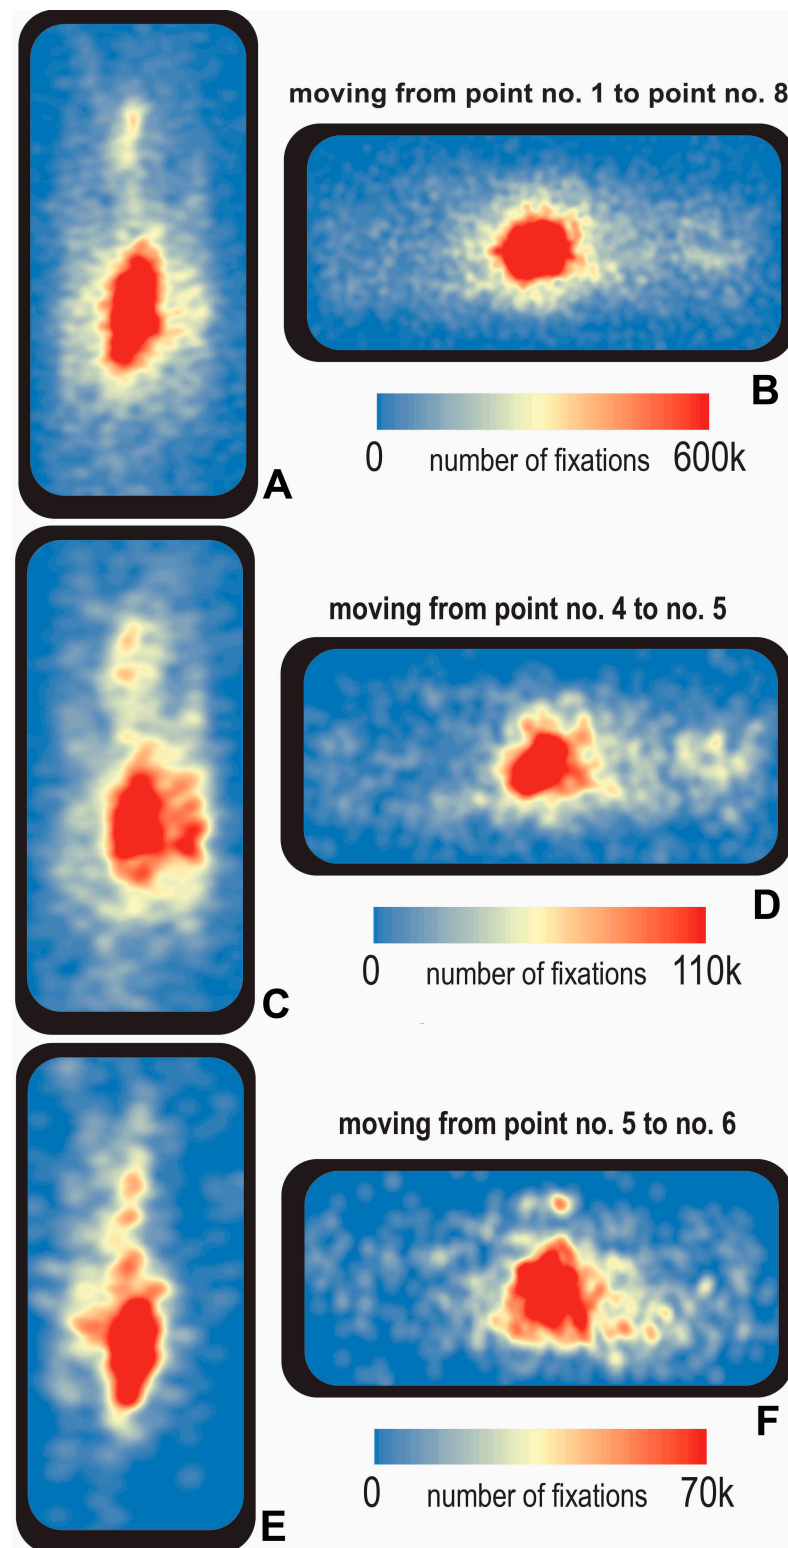 moving from point no. 1 to point no. 8
B
0 number of fixations 600k
A
moving from point no. 4 to no. 5
D
0 number of fixations 110k
C
moving from point no. 5 to no. 6
F
0 number of fixations 70k
E